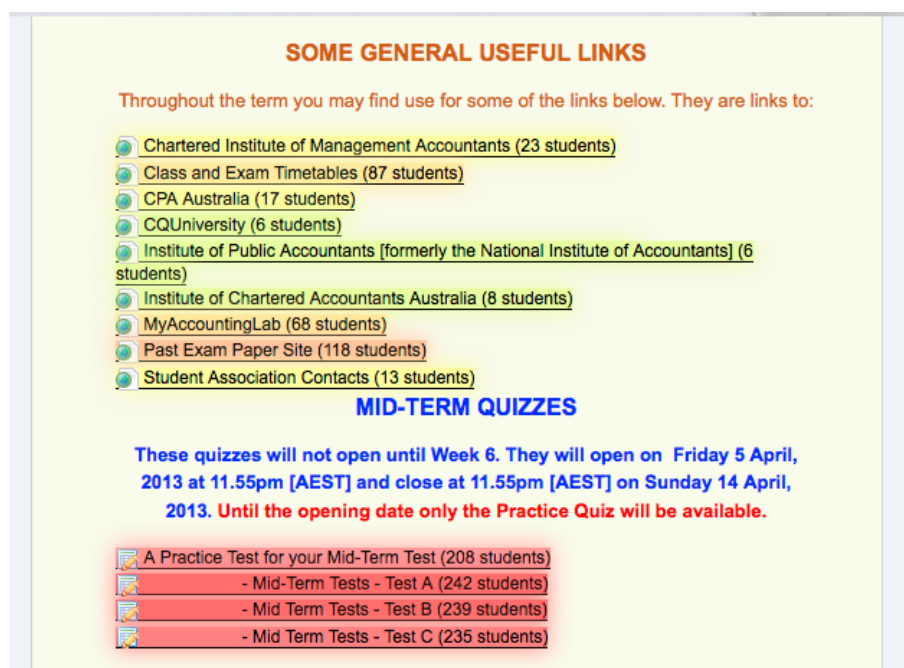 SOME GENERAL USEFUL LINKS
Throughout the term you may find use for some of the links below. They are links to:
Chartered Institute of Management Accountants (23 students)
Class and Exam Timetables (87 students)
CPA Australia (17 students)
CQUniversity (6 students)
Institute of Public Accountants [formerly the National Institute of Accountants] (6
students)
Institute of Chartered Accountants Australia (8 students)
MyAccountingLab (68 students)
Past Exam Paper Site (118 students)
Student Association Contacts (13 students)
MID-TERM QUIZZES
These quizzes will not open until Week 6. They will open on  Friday 5 April,
2013 at 11.55pm [AEST] and close at 11.55pm [AEST] on Sunday 14 April,
2013. Until the opening date only the Practice Quiz will be available.
A Practice Test for your Mid-Term Test (208 students)
- Mid-Term Tests - Test A (242 students)
- Mid Term Tests - Test B (239 students)
- Mid Term Tests - Test C (235 students)